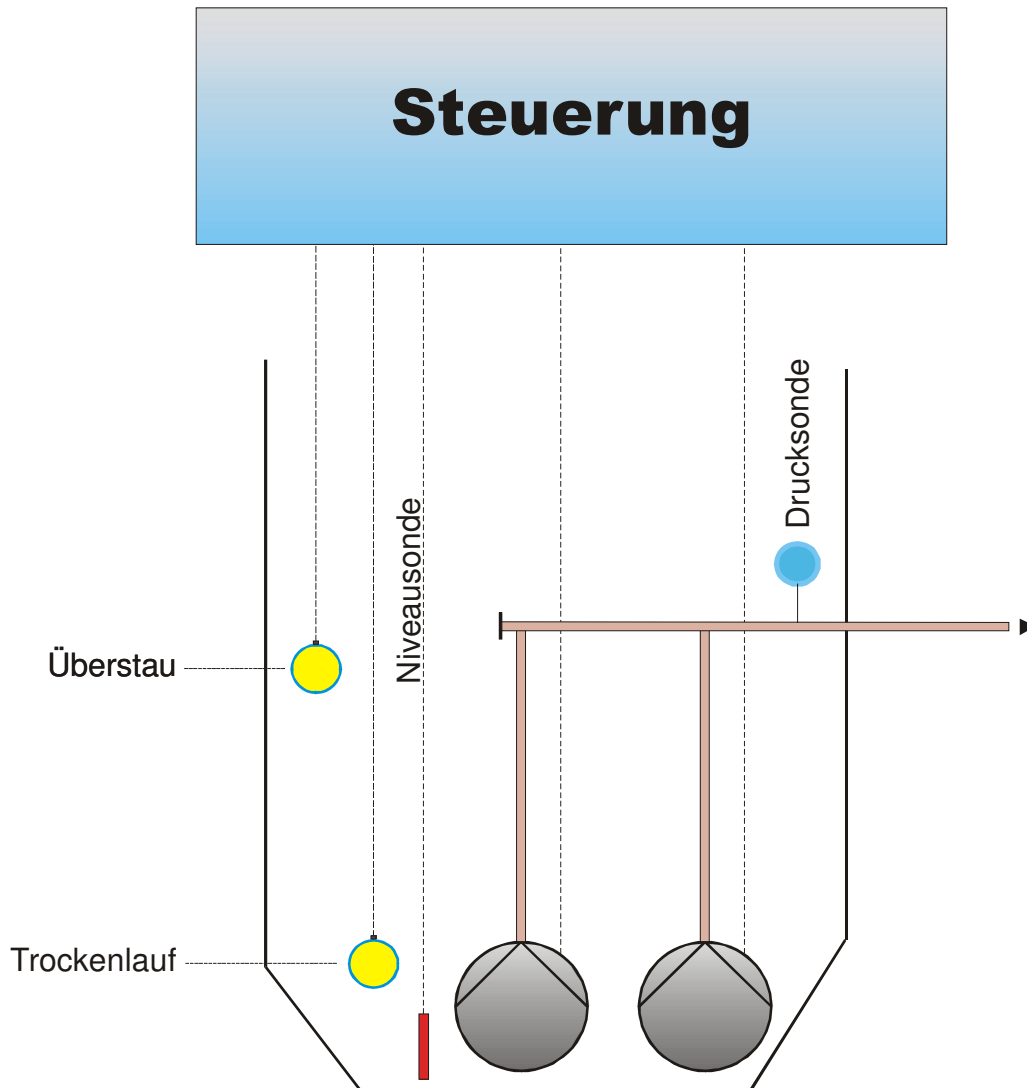 Steuerung
Drucksonde
Niveausonde
Überstau
Trockenlauf